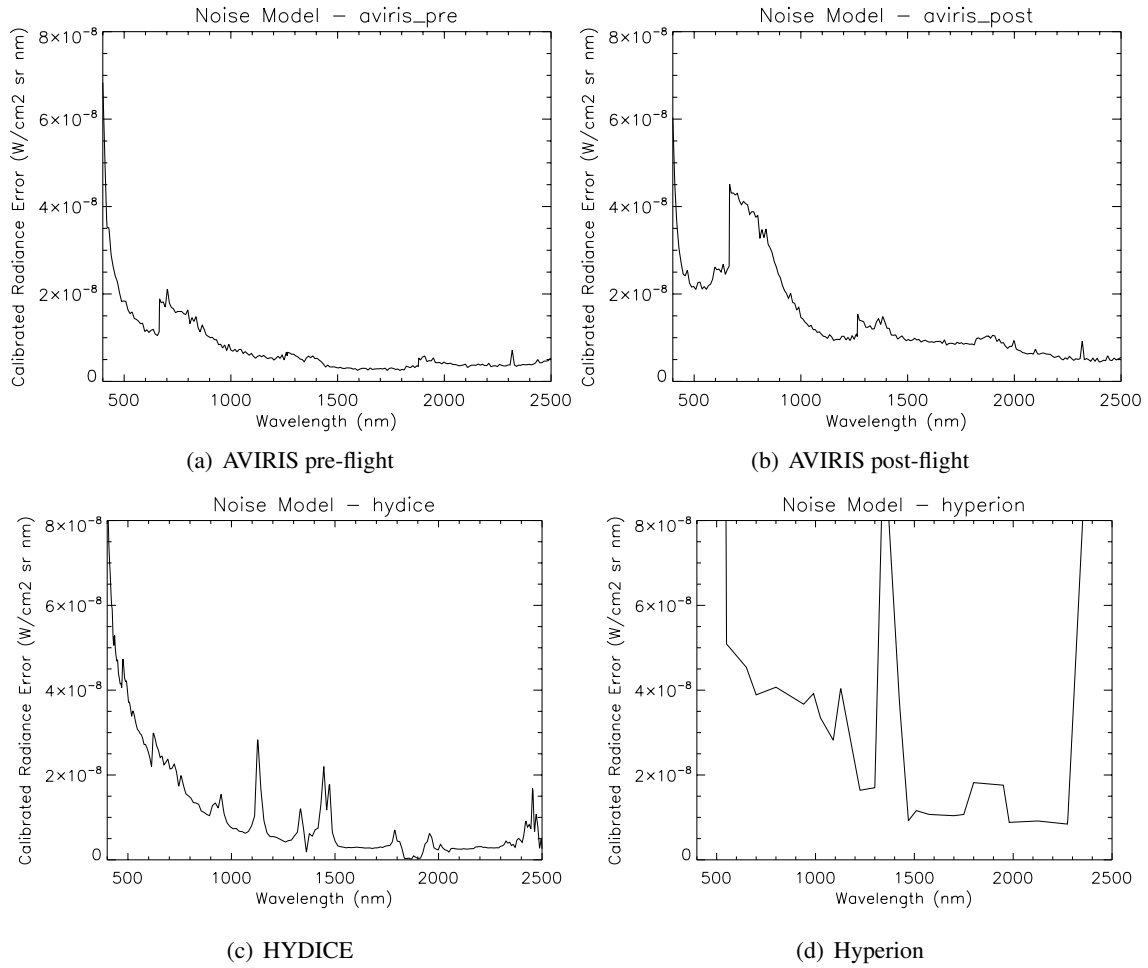 Noise Model – aviris_pre
Calibrated Radiance Error (W/cm2 sr nm)
8×10⁻⁸
6×10⁻⁸
4×10⁻⁸
2×10⁻⁸
0
500 1000 1500 2000 2500
Wavelength (nm)
(a) AVIRIS pre-flight
Noise Model – aviris_post
Calibrated Radiance Error (W/cm2 sr nm)
8×10⁻⁸
6×10⁻⁸
4×10⁻⁸
2×10⁻⁸
0
500 1000 1500 2000 2500
Wavelength (nm)
(b) AVIRIS post-flight
Noise Model – hydice
Calibrated Radiance Error (W/cm2 sr nm)
8×10⁻⁸
6×10⁻⁸
4×10⁻⁸
2×10⁻⁸
0
500 1000 1500 2000 2500
Wavelength (nm)
(c) HYDICE
Noise Model – hyperion
Calibrated Radiance Error (W/cm2 sr nm)
8×10⁻⁸
6×10⁻⁸
4×10⁻⁸
2×10⁻⁸
0
500 1000 1500 2000 2500
Wavelength (nm)
(d) Hyperion